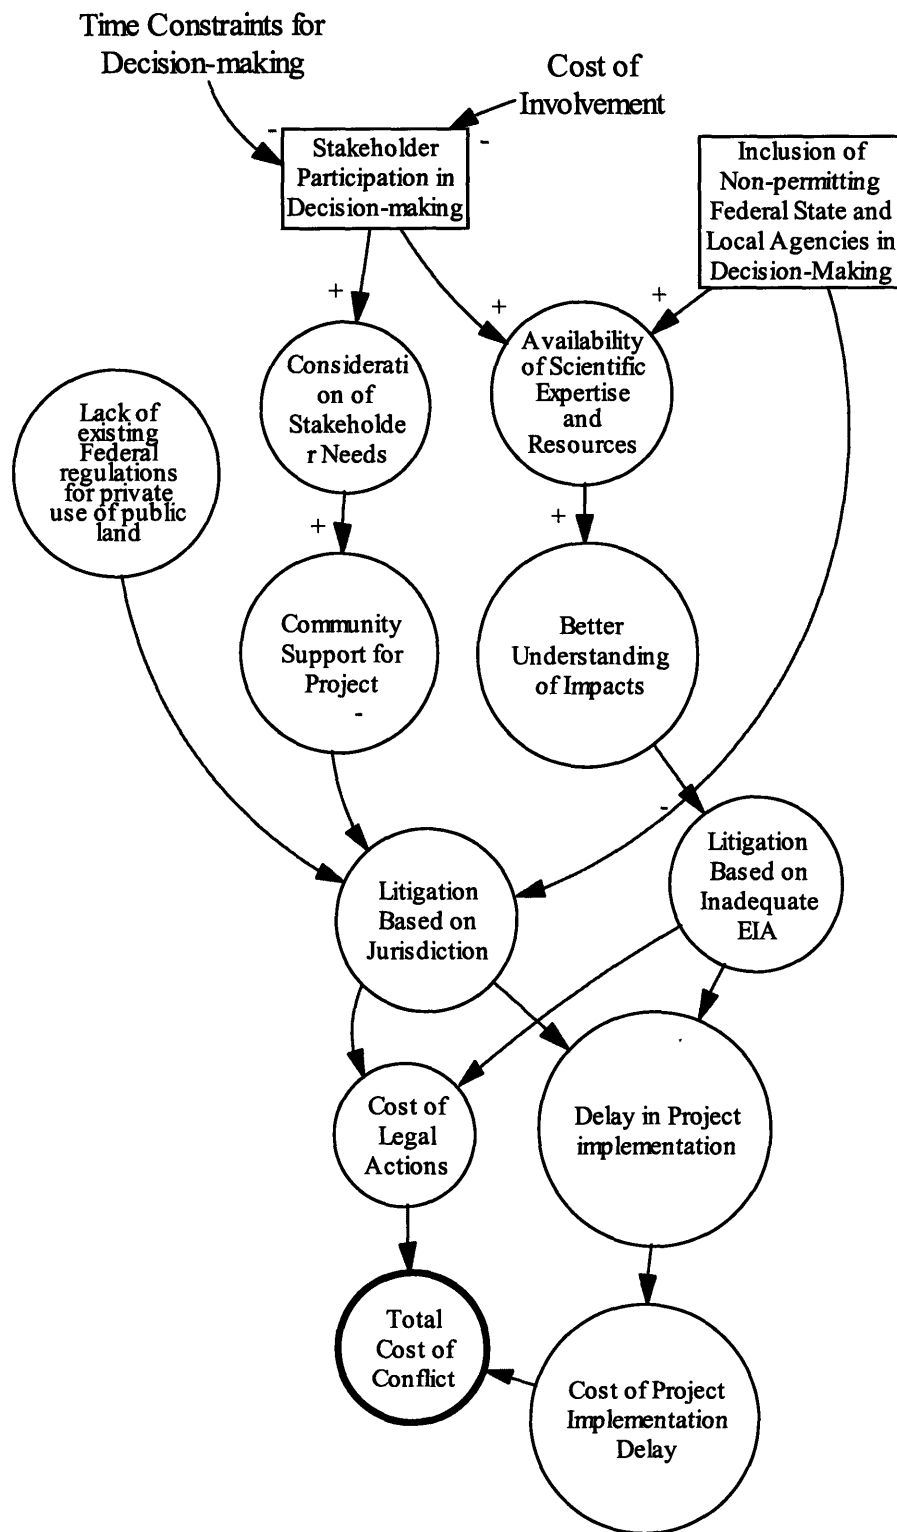 Time Constraints for
Decision-making
Cost of
Involvement
-
-
Stakeholder
Participation in
Decision-making
Inclusion of
Non-permitting
Federal State and
Local Agencies in
Decision-Making
+
+
+
Considerati
on of
Stakeholde
r Needs
Availability
of Scientific
Expertise
and
Resources
Lack of
existing
Federal
regulations
for private
use of public
land
+
+
Community
Support for
Project
-
Better
Understanding
of Impacts
-
Litigation
Based on
Jurisdiction
Litigation
Based on
Inadequate
EIA
Cost of
Legal
Actions
Delay in Project
implementation
Total
Cost of
Conflict
Cost of Project
Implementation
Delay